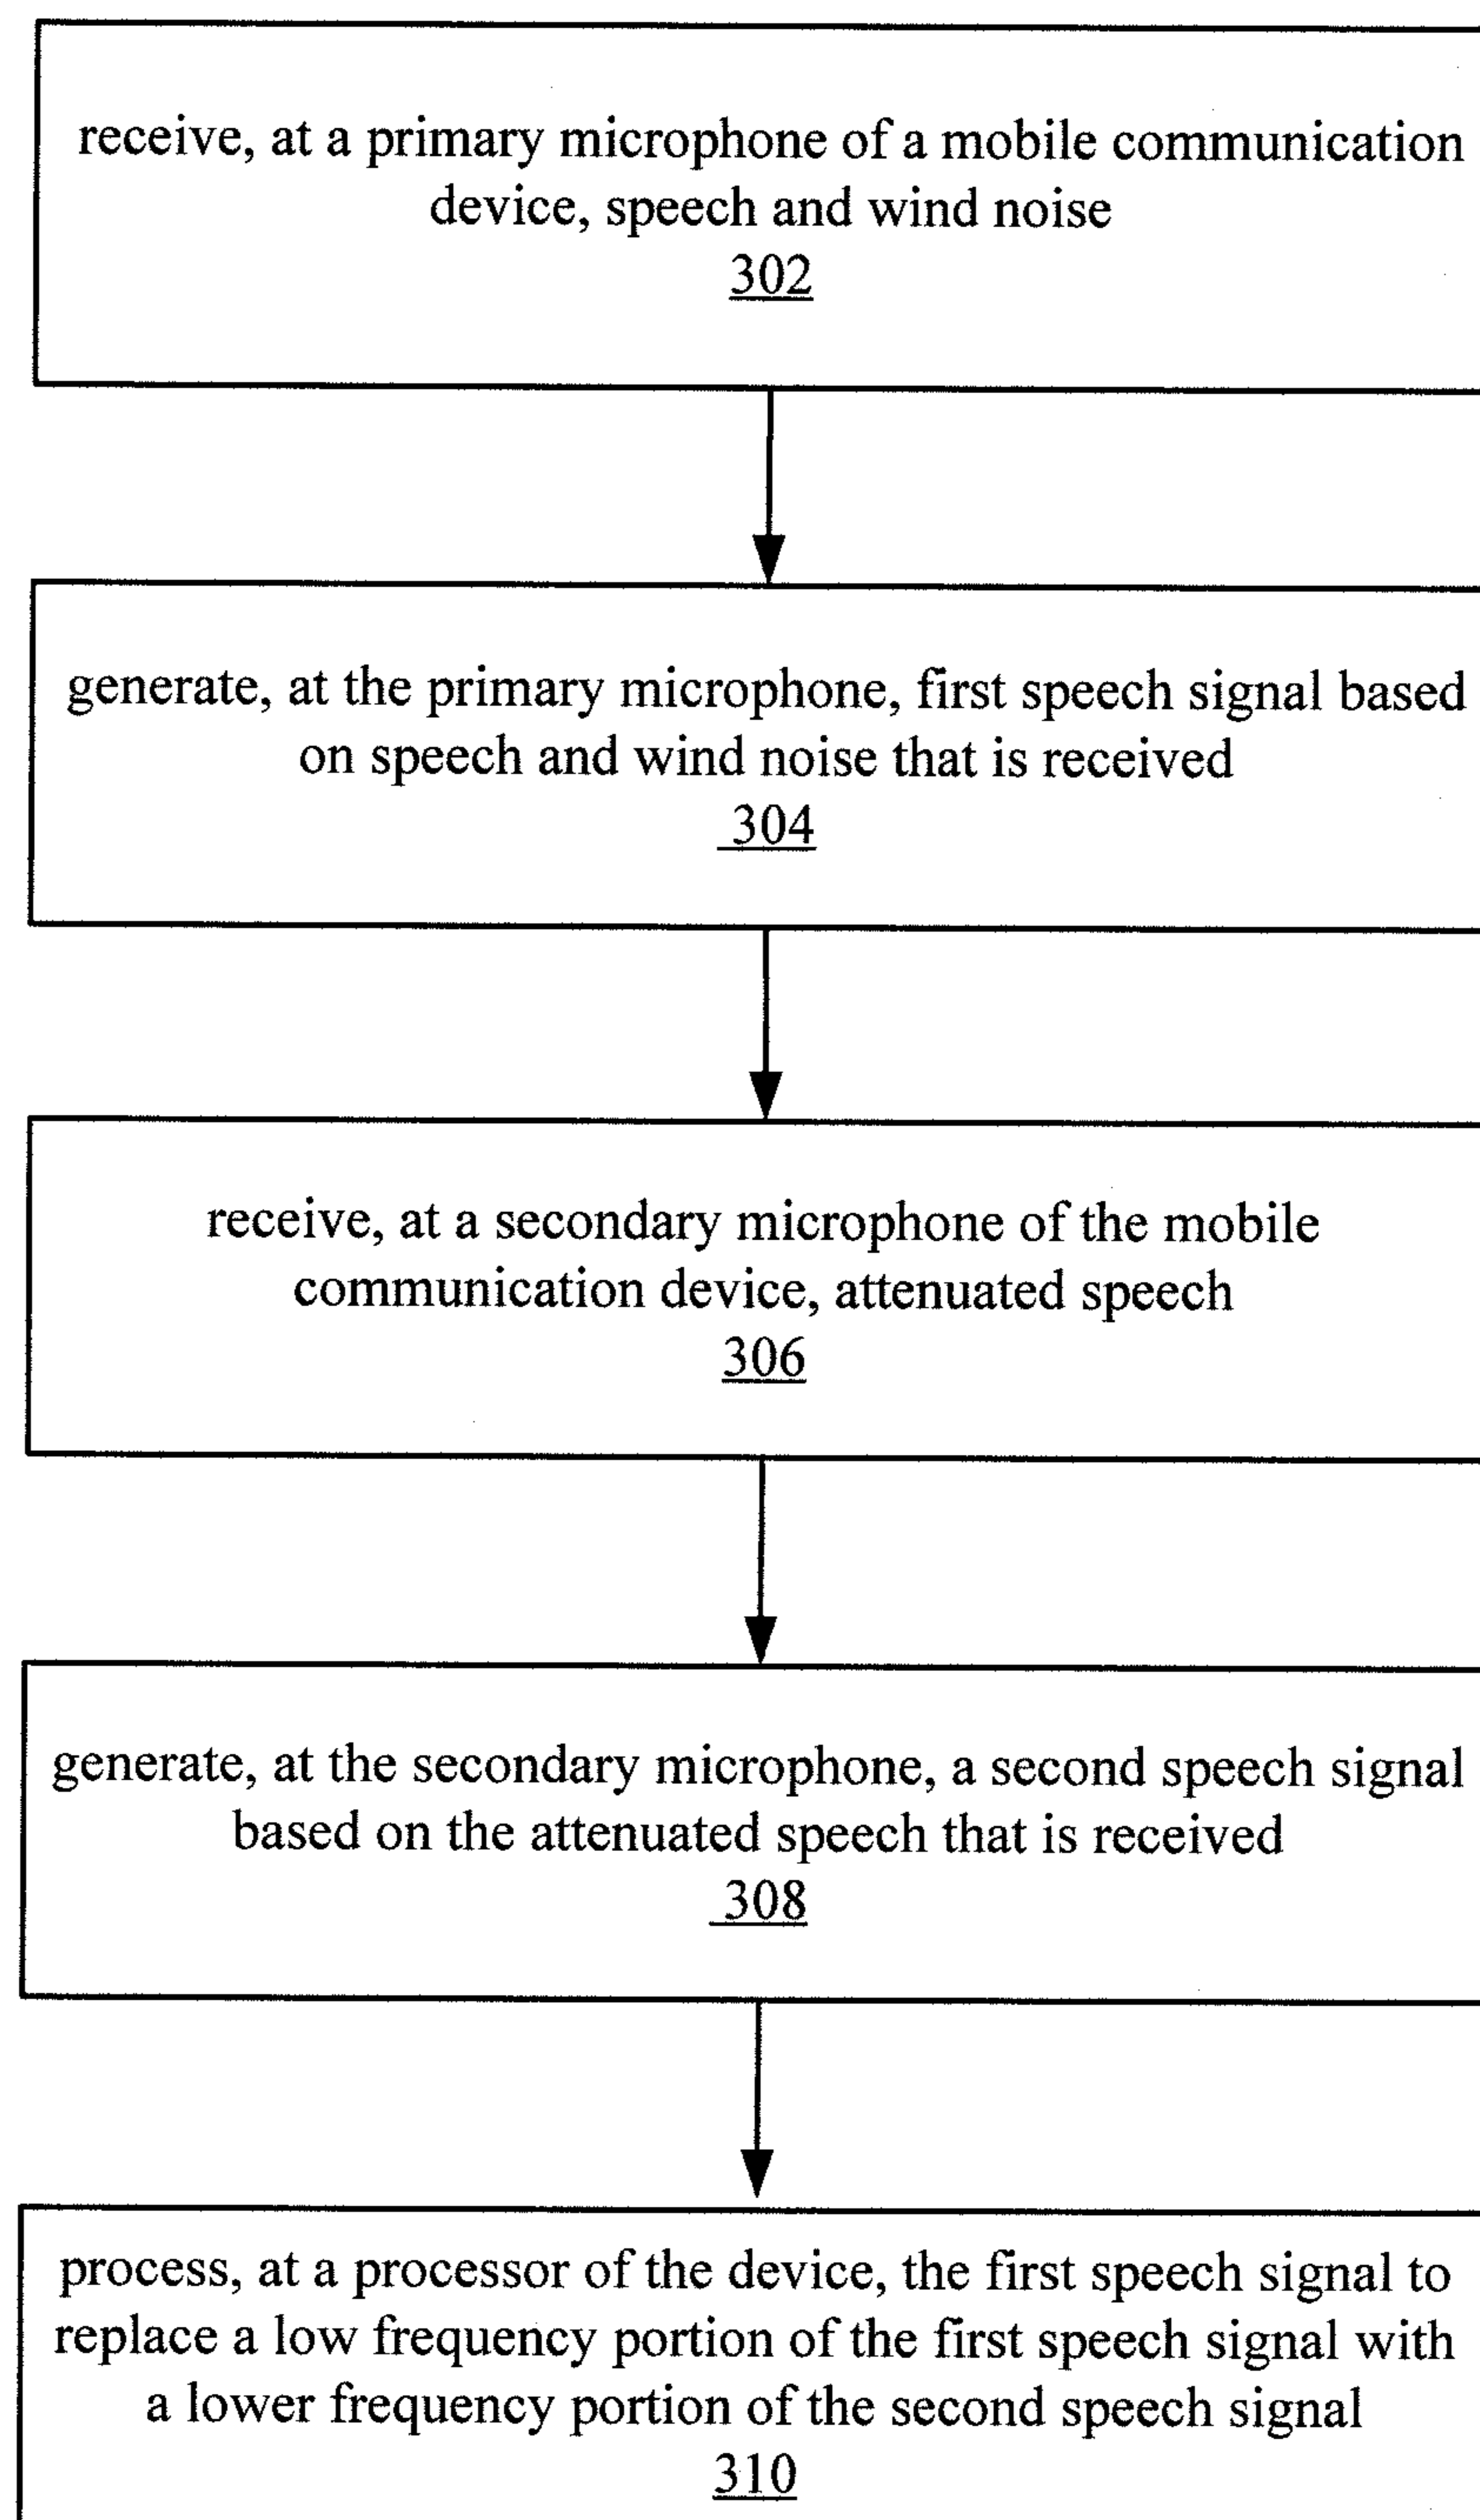 receive, at a primary microphone of a mobile communication
device, speech and wind noise
302
generate, at the primary microphone, first speech signal based
on speech and wind noise that is received
304
receive, at a secondary microphone of the mobile
communication device, attenuated speech
306
generate, at the secondary microphone, a second speech signal
based on the attenuated speech that is received
308
process, at a processor of the device, the first speech signal to
replace a low frequency portion of the first speech signal with
a lower frequency portion of the second speech signal
310